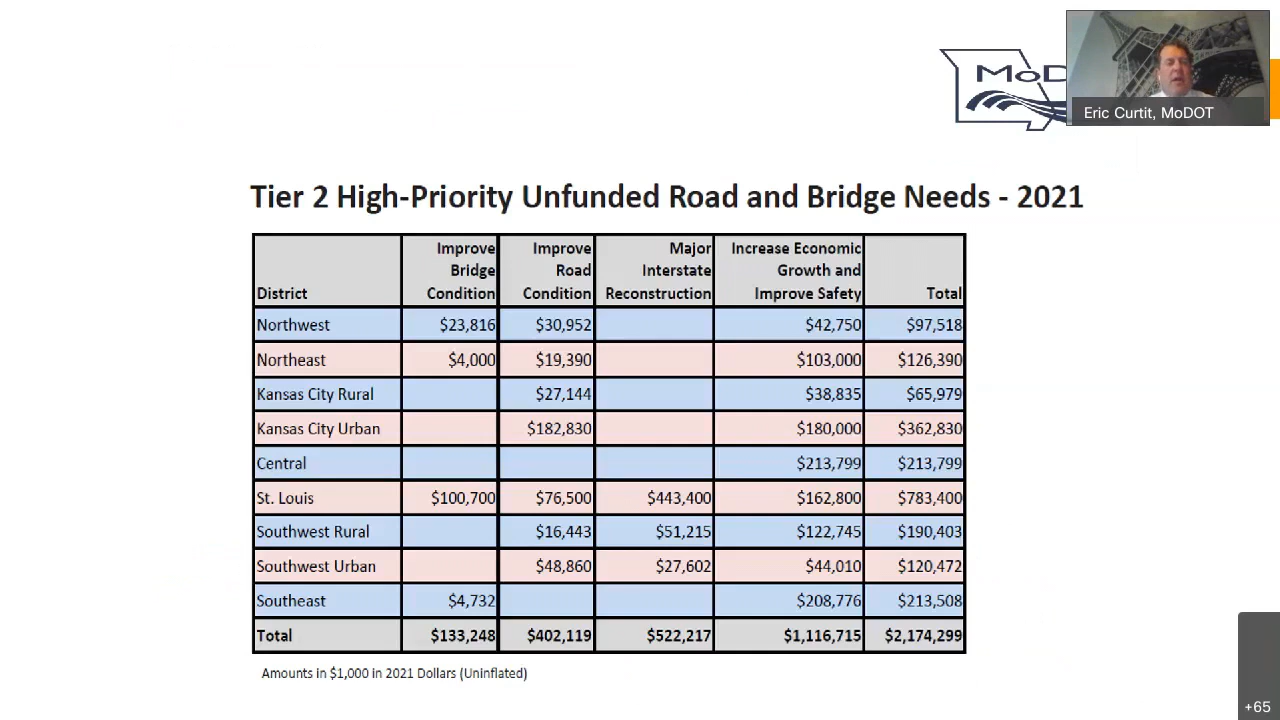 MoD
Eric Curtit, MoDOT
Tier 2 High-Priority Unfunded Road and Bridge Needs - 2021
District Improve Bridge Condition Improve Road Condition Major Interstate Reconstruction Increase Economic Growth and Improve Safety Total
Northwest $23,816 $30,952 $42,750 $97,518
Northeast $4,000 $19,390 $103,000 $126,390
Kansas City Rural $27,144 $38,835 $65,979
Kansas City Urban $182,830 $180,000 $362,830
Central $213,799 $213,799
St. Louis $100,700 $76,500 $443,400 $162,800 $783,400
Southwest Rural $16,443 $51,215 $122,745 $190,403
Southwest Urban $48,860 $27,602 $44,010 $120,472
Southeast $4,732 $208,776 $213,508
Total $133,248 $402,119 $522,217 $1,116,715 $2,174,299
Amounts in $1,000 in 2021 Dollars (Uninflated)
+65